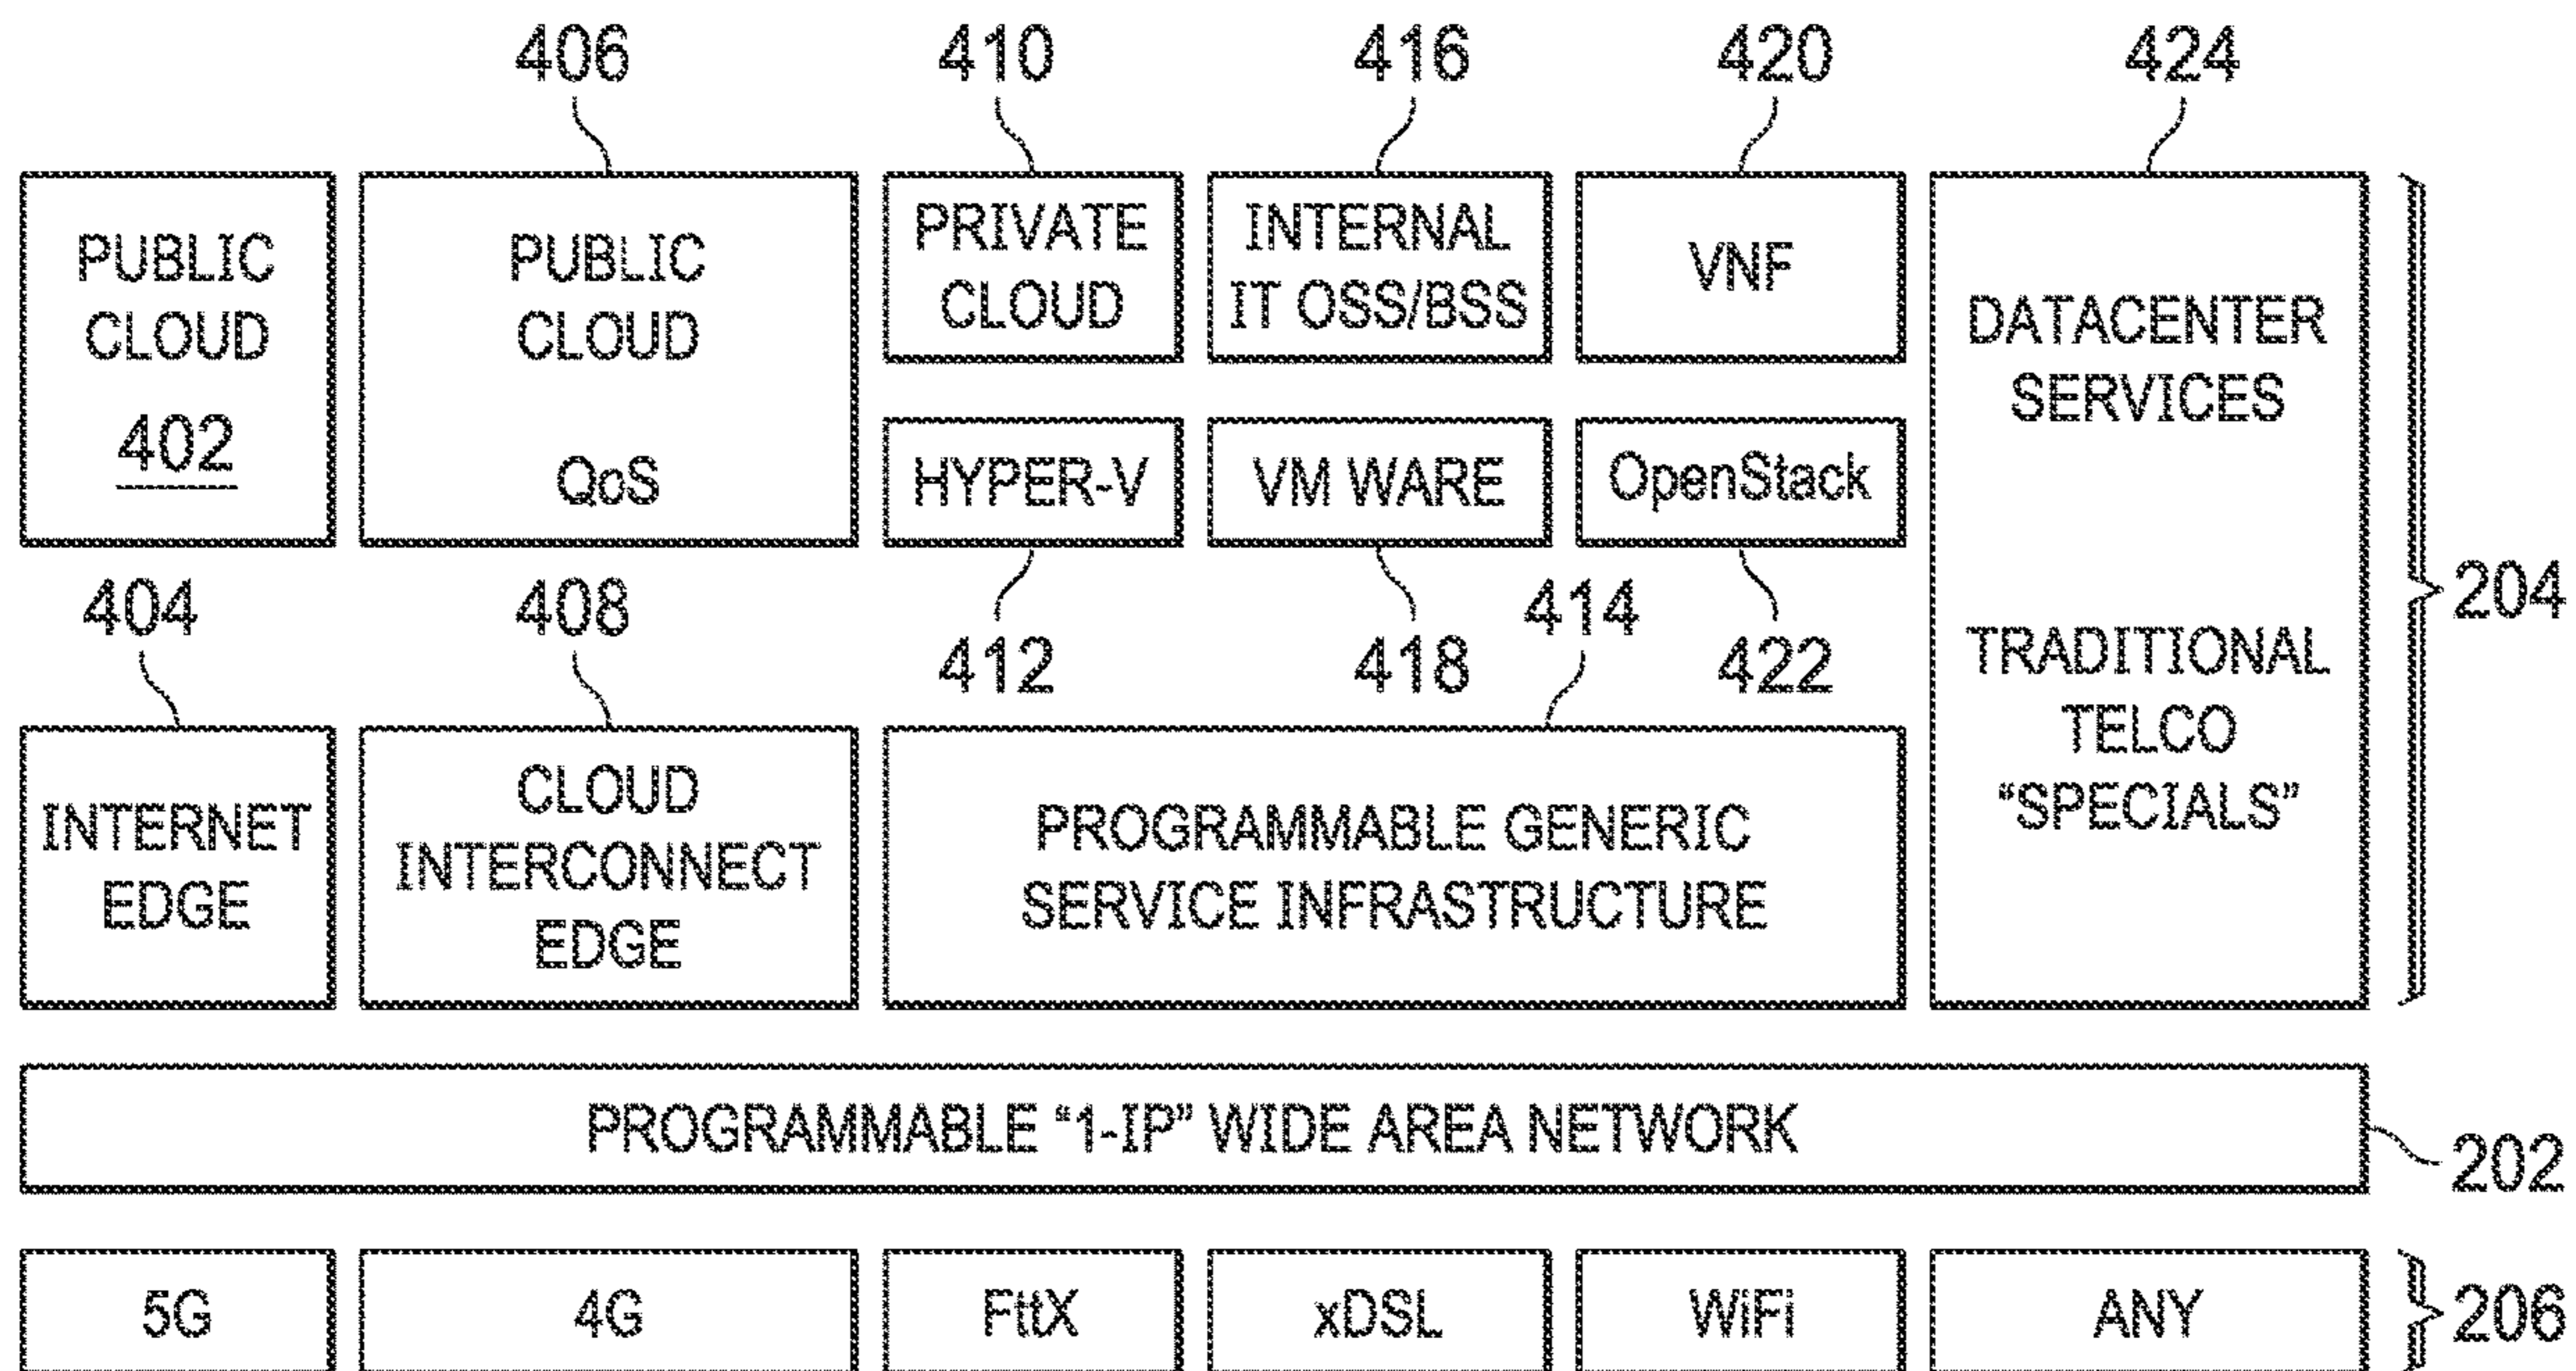 406
410
416
420
424
PUBLIC
CLOUD
402
PUBLIC
CLOUD
QoS
PRIVATE
CLOUD
INTERNAL
IT OSS/BSS
VNF
DATACENTER
SERVICES
TRADITIONAL
TELCO
“SPECIALS”
HYPER-V
VM WARE
OpenStack
204
404
408
412
418
414
422
INTERNET
EDGE
CLOUD
INTERCONNECT
EDGE
PROGRAMMABLE GENERIC
SERVICE INFRASTRUCTURE
PROGRAMMABLE “1-IP” WIDE AREA NETWORK
202
5G
4G
FttX
xDSL
WiFi
ANY
206